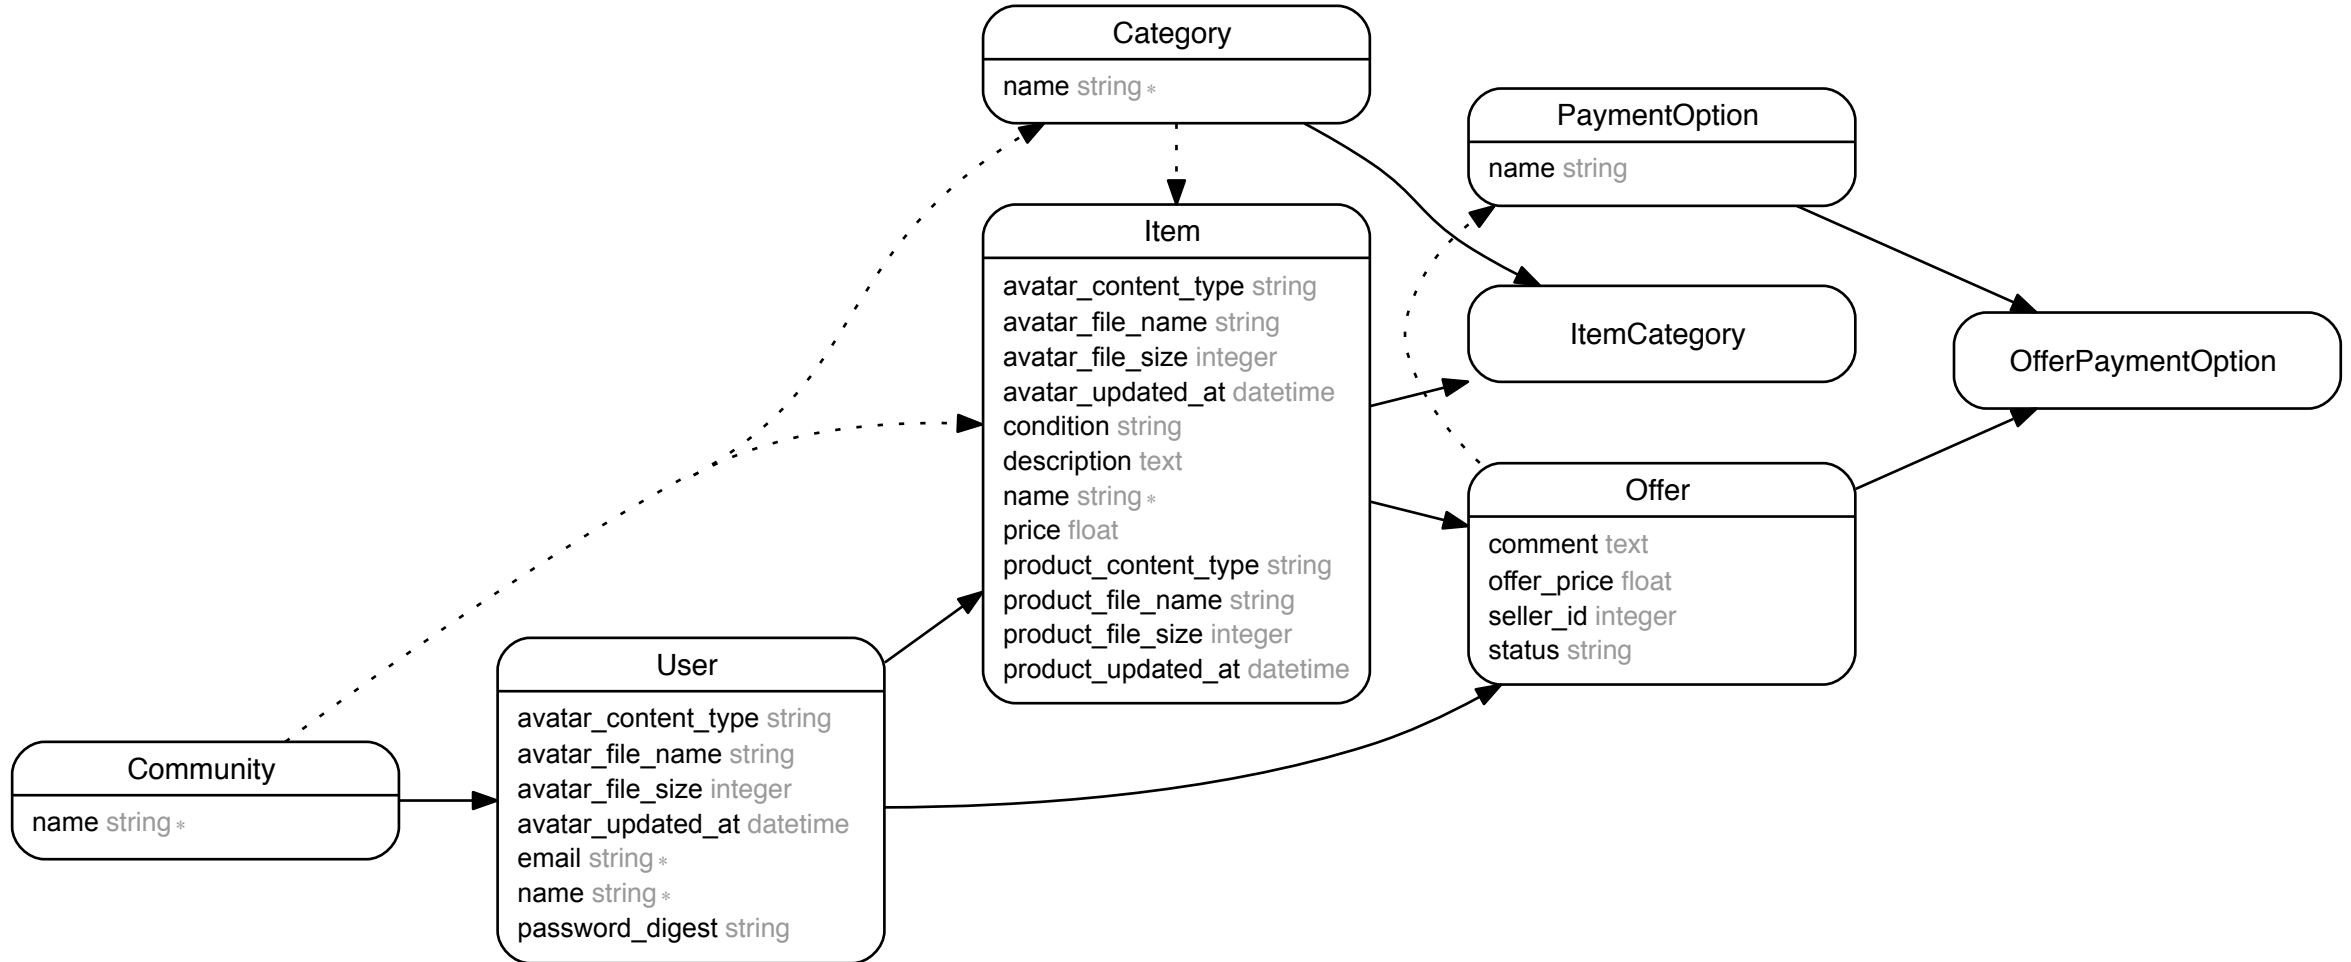 Category
name string *
PaymentOption
name string
Item
avatar_content_type string
avatar_file_name string
avatar_file_size integer
avatar_updated_at datetime
condition string
description text
name string *
price float
product_content_type string
product_file_name string
product_file_size integer
product_updated_at datetime
ItemCategory
OfferPaymentOption
Offer
comment text
offer_price float
seller_id integer
status string
User
avatar_content_type string
avatar_file_name string
avatar_file_size integer
avatar_updated_at datetime
email string *
name string *
password_digest string
Community
name string *